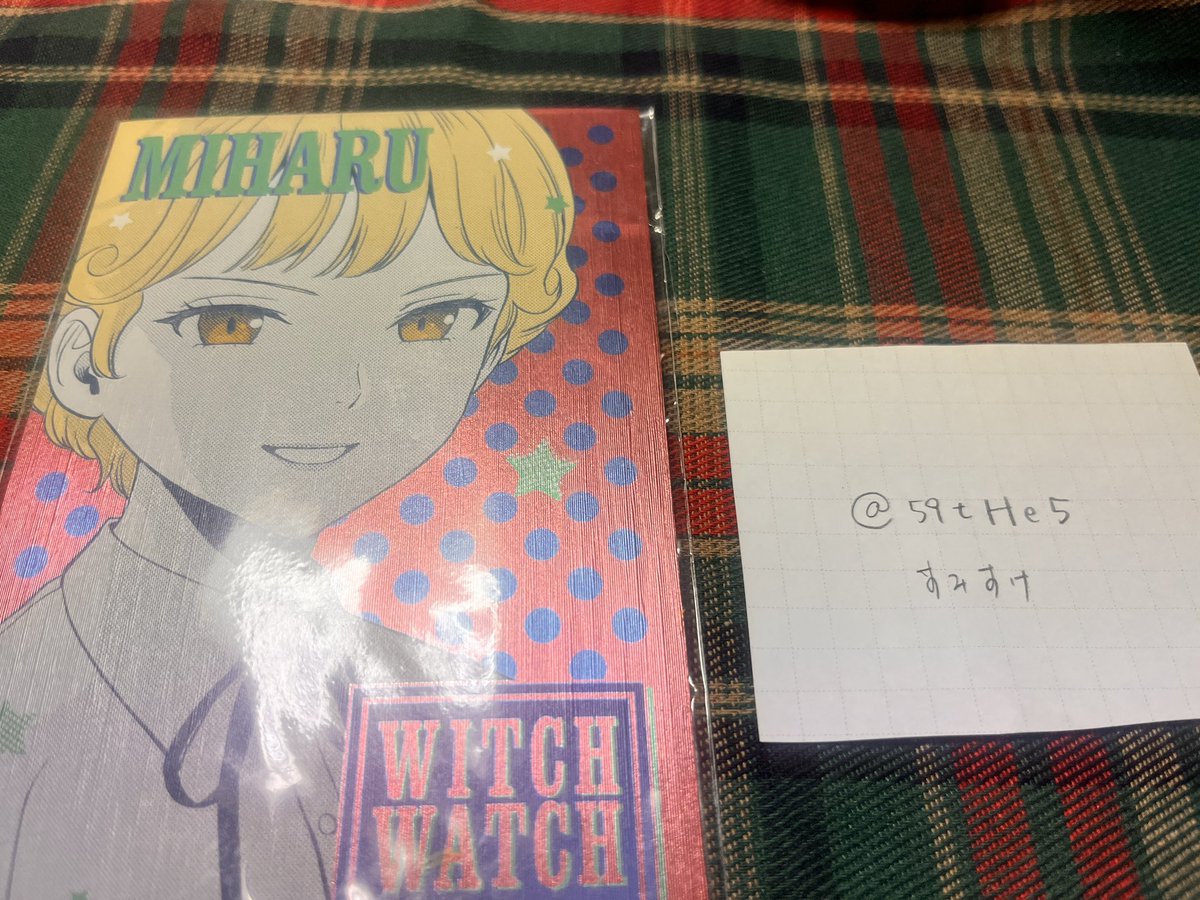 MIHARU
WITCH
WATCH
@59tHe5
すみすけ